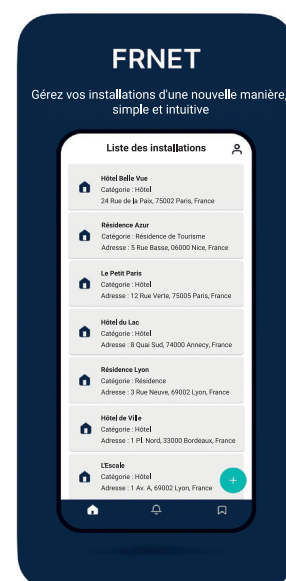 FRNET
Gérez vos installations d'une nouvelle manière,
simple et intuitive
Liste des installations
Hôtel Belle Vue
Catégorie : Hôtel
24 Rue de la Paix, 75002 Paris, France
Résidence Azur
Catégorie : Résidence de Tourisme
Adresse : 5 Rue Basse, 06000 Nice, France
Le Petit Paris
Catégorie : Hôtel
Adresse : 12 Rue Verte, 75005 Paris, France
Hôtel du Lac
Catégorie : Hôtel
Adresse : 8 Quai Sud, 74000 Annecy, France
Résidence Lyon
Catégorie : Résidence
Adresse : 3 Rue Neuve, 69002 Lyon, France
Hôtel de Ville
Catégorie : Hôtel
Adresse : 1 Pl. Nord, 33000 Bordeaux, France
L'Escale
Catégorie : Hôtel
Adresse : 1 Av. A, 69002 Lyon, France